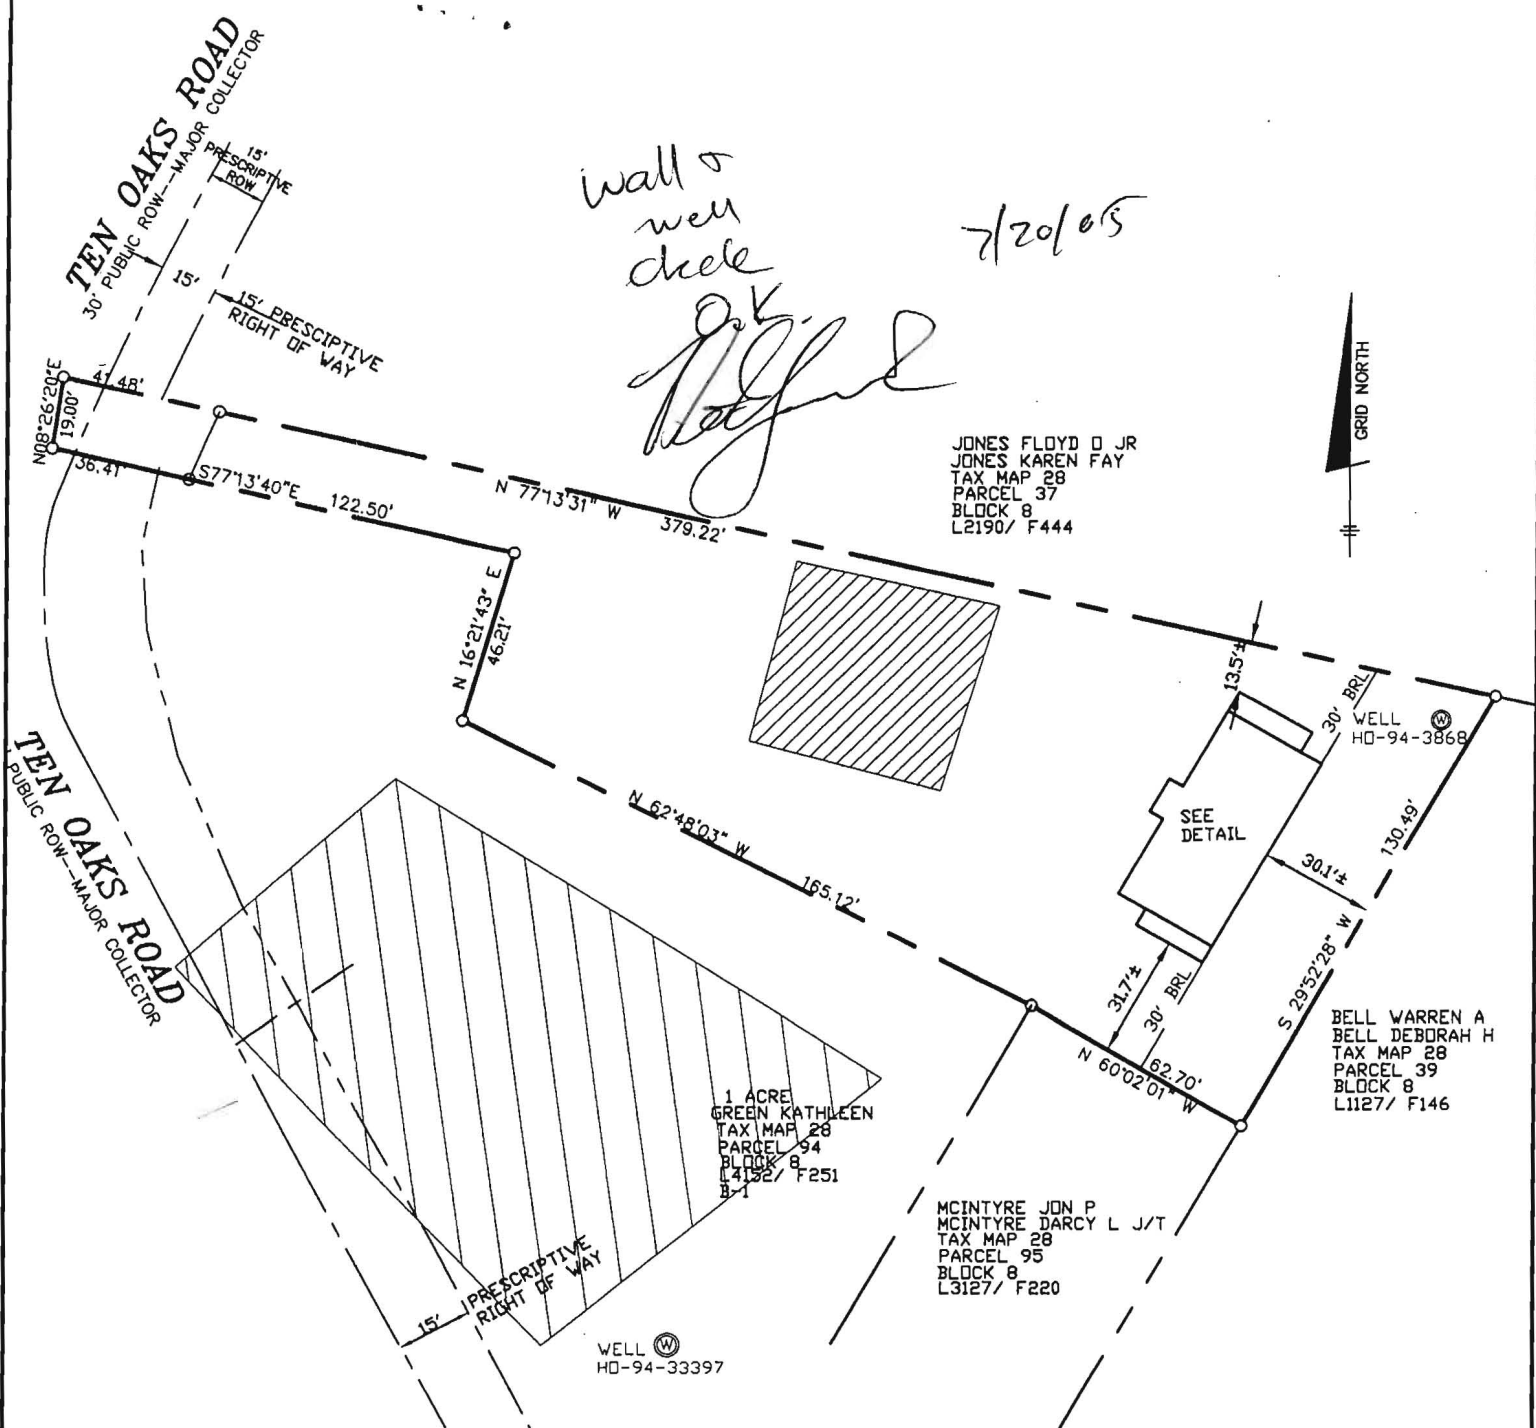 TEN OAKS ROAD
30' PUBLIC ROW--MAJOR COLLECTOR
15'
PRESCRIPTIVE
ROW
15'
15' PRESCIPTIVE
RIGHT OF WAY
wall &
well
check
O.K.
7/20/05
GRID NORTH
N08°26'20"E
19.00'
41.48'
36.41'
S77°13'40"E
122.50'
N 77°13'31" W
379.22'
JONES FLOYD D JR
JONES KAREN FAY
TAX MAP 28
PARCEL 37
BLOCK 8
L2190/ F444
N 16°21'43" E
46.21'
13.5'±
30' BRL
WELL W
HO-94-3868
SEE
DETAIL
130.49'
30.1'±
S 29°52'28" W
N 62°48'03" W
165.12'
31.7'±
30' BRL
N 60°02'01" W
62.70'
BELL WARREN A
BELL DEBORAH H
TAX MAP 28
PARCEL 39
BLOCK 8
L1127/ F146
TEN OAKS ROAD
PUBLIC ROW--MAJOR COLLECTOR
1 ACRE
GREEN KATHLEEN
TAX MAP 28
PARCEL 94
BLOCK 8
L4152/ F251
B-1
MCINTYRE JON P
MCINTYRE DARCY L J/T
TAX MAP 28
PARCEL 95
BLOCK 8
L3127/ F220
PRESCRIPTIVE
RIGHT OF WAY
15'
WELL W
HO-94-33397